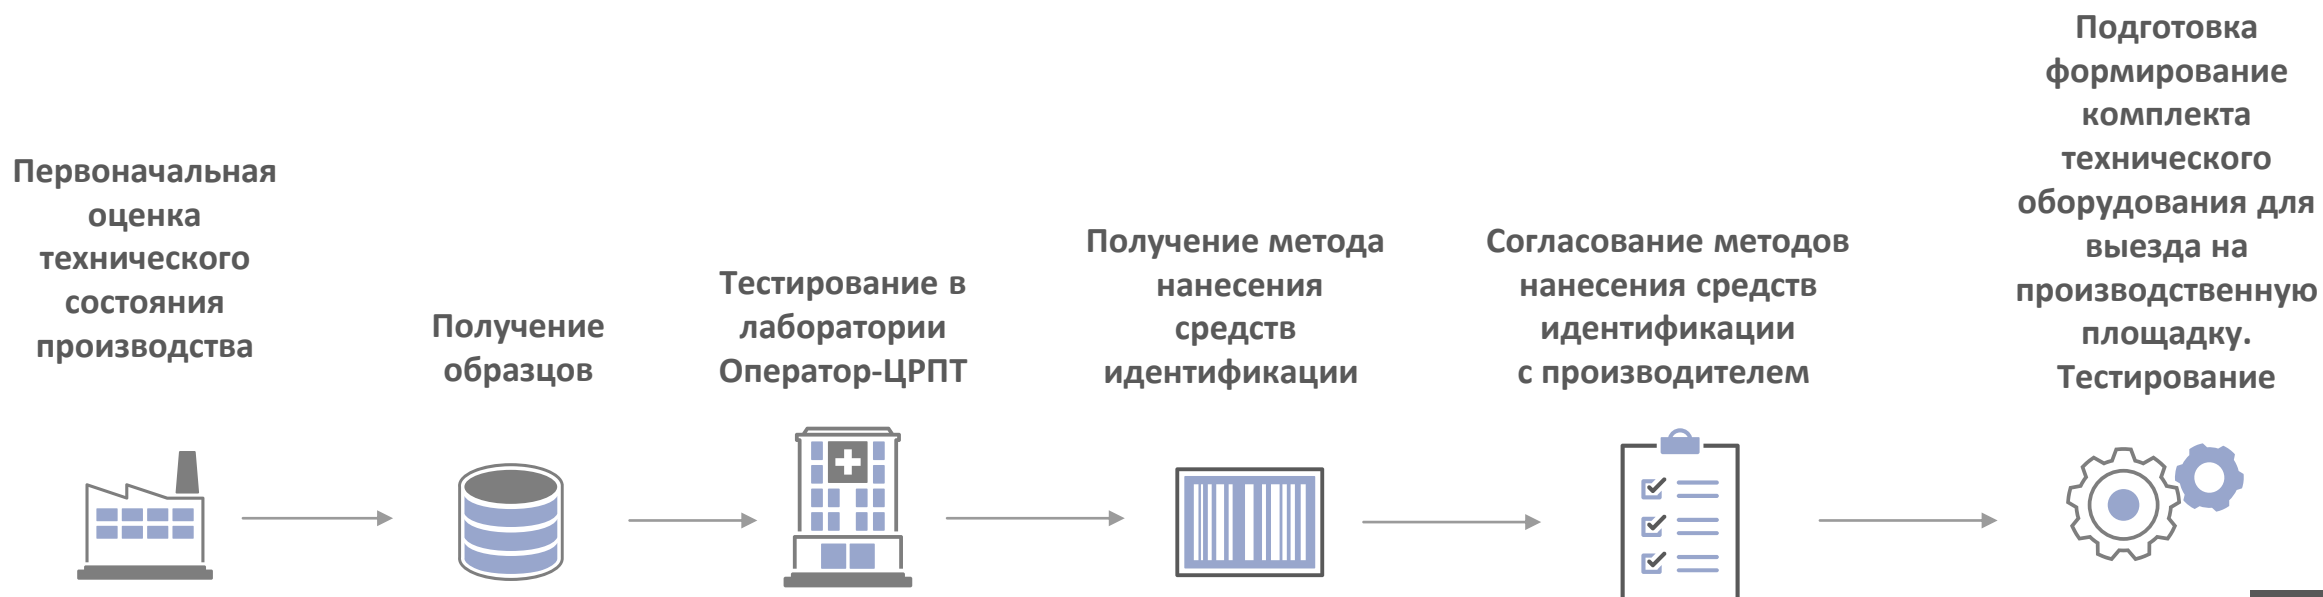 Первоначальная
оценка
технического
состояния
производства
Получение
образцов
Тестирование в
лаборатории
Оператор-ЦРПТ
Получение метода
нанесения
средств
идентификации
Согласование методов
нанесения средств
идентификации
с производителем
Подготовка
формирование
комплекта
технического
оборудования для
выезда на
производственную
площадку.
Тестирование